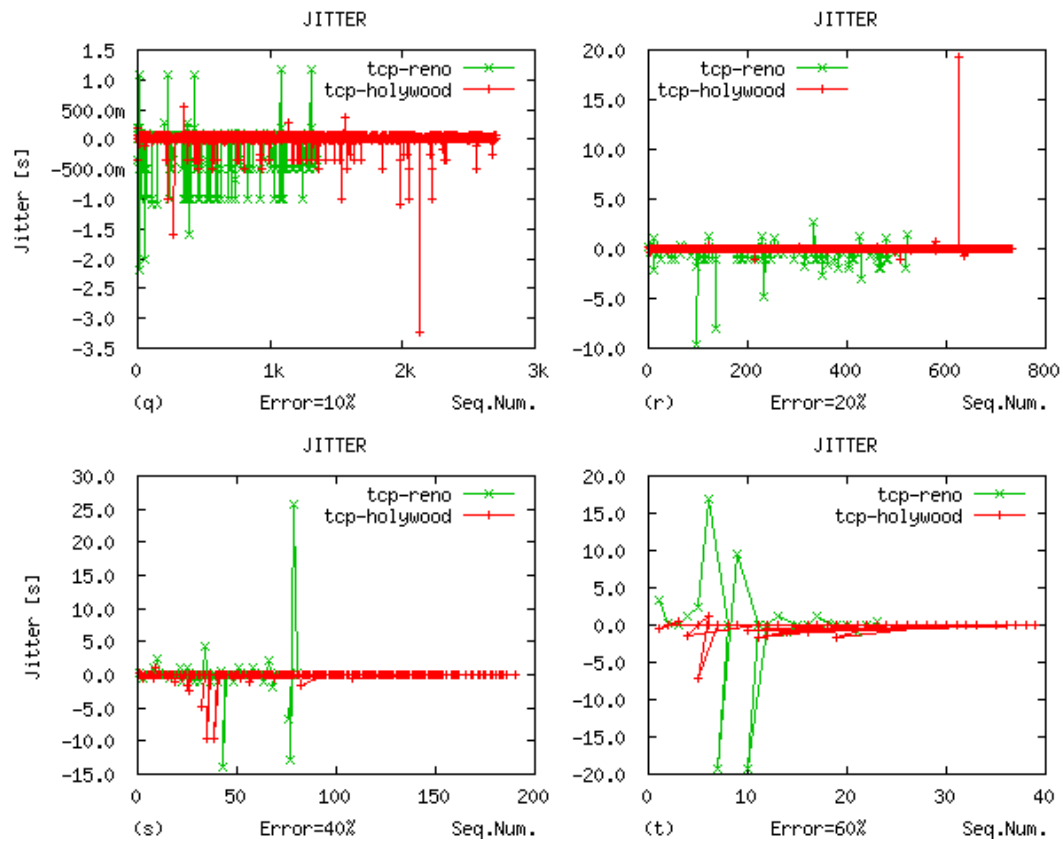 JITTER
1.5
1.0
500.0m
0.0
-500.0m
-1.0
-1.5
-2.0
-2.5
-3.0
-3.5
Jitter [s]
tcp-reno
tcp-holywood
0
1k
2k
3k
(q) Error=10% Seq.Num.
JITTER
20.0
15.0
10.0
5.0
0.0
-5.0
-10.0
tcp-reno
tcp-holywood
0
200
400
600
800
(r) Error=20% Seq.Num.
JITTER
30.0
25.0
20.0
15.0
10.0
5.0
0.0
-5.0
-10.0
-15.0
Jitter [s]
tcp-reno
tcp-holywood
0
50
100
150
200
(s) Error=40% Seq.Num.
JITTER
20.0
15.0
10.0
5.0
0.0
-5.0
-10.0
-15.0
-20.0
tcp-reno
tcp-holywood
0
10
20
30
40
(t) Error=60% Seq.Num.